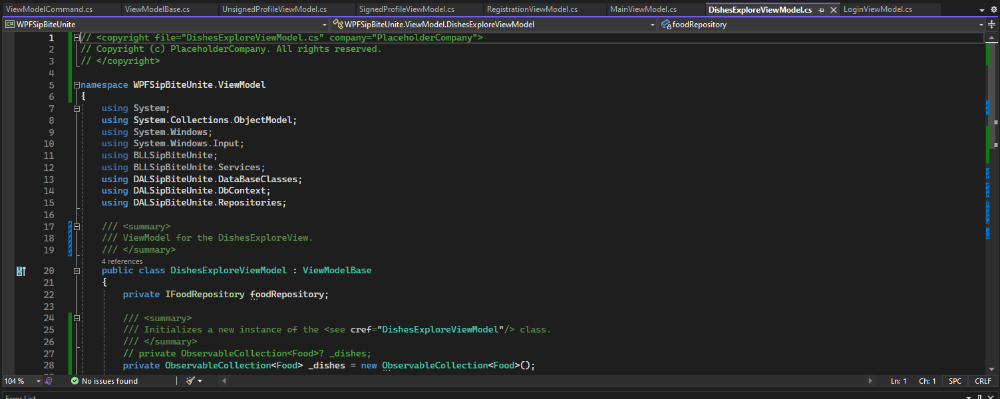 ViewModelCommand.cs ViewModelBase.cs UnsignedProfileViewModel.cs SignedProfileViewModel.cs RegistrationViewModel.cs MainViewModel.cs DishesExploreViewModel.cs LoginViewModel.cs
C# WPFSipBiteUnite WPFSipBiteUnite.ViewModel.DishesExploreViewModel foodRepository
1 // <copyright file="DishesExploreViewModel.cs" company="PlaceholderCompany">
2 // Copyright (c) PlaceholderCompany. All rights reserved.
3 // </copyright>
4
5 namespace WPFSipBiteUnite.ViewModel
6 {
7 using System;
8 using System.Collections.ObjectModel;
9 using System.Windows;
10 using System.Windows.Input;
11 using BLLSipBiteUnite;
12 using BLLSipBiteUnite.Services;
13 using DALSipBiteUnite.DataBaseClasses;
14 using DALSipBiteUnite.DbContext;
15 using DALSipBiteUnite.Repositories;
16
17 /// <summary>
18 /// ViewModel for the DishesExploreView.
19 /// </summary>
4 references
20 public class DishesExploreViewModel : ViewModelBase
21 {
22 private IFoodRepository foodRepository;
23
24 /// <summary>
25 /// Initializes a new instance of the <see cref="DishesExploreViewModel"/> class.
26 /// </summary>
27 // private ObservableCollection<Food>? _dishes;
28 private ObservableCollection<Food> _dishes = new ObservableCollection<Food>();
104 % No issues found Ln: 1 Ch: 1 SPC CRLF
Error List